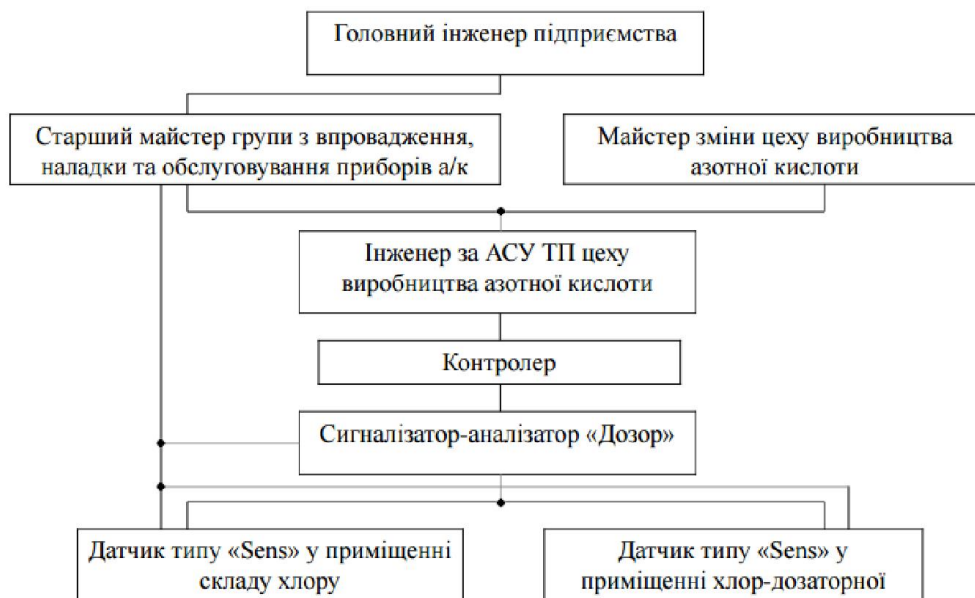 Головний інженер підприємства
Старший майстер групи з впровадження,
наладки та обслуговування приборів а/к
Майстер зміни цеху виробництва
азотної кислоти
Інженер за АСУ ТП цеху
виробництва азотної кислоти
Контролер
Сигналізатор-аналізатор «Дозор»
Датчик типу «Sens» у приміщенні
складу хлору
Датчик типу «Sens» у
приміщенні хлор-дозаторної